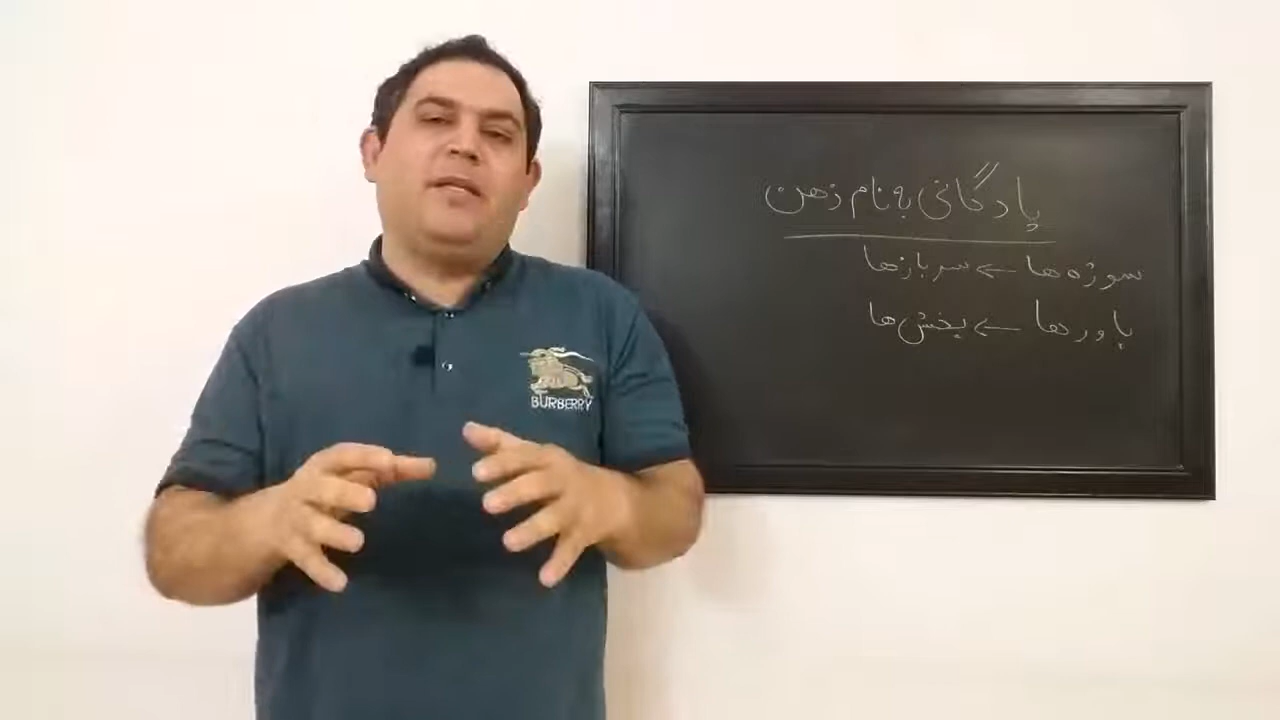 پادگانی به نام ذهن
سوژه ها ← سربازها
باورها ← بخش ها
BURBERRY